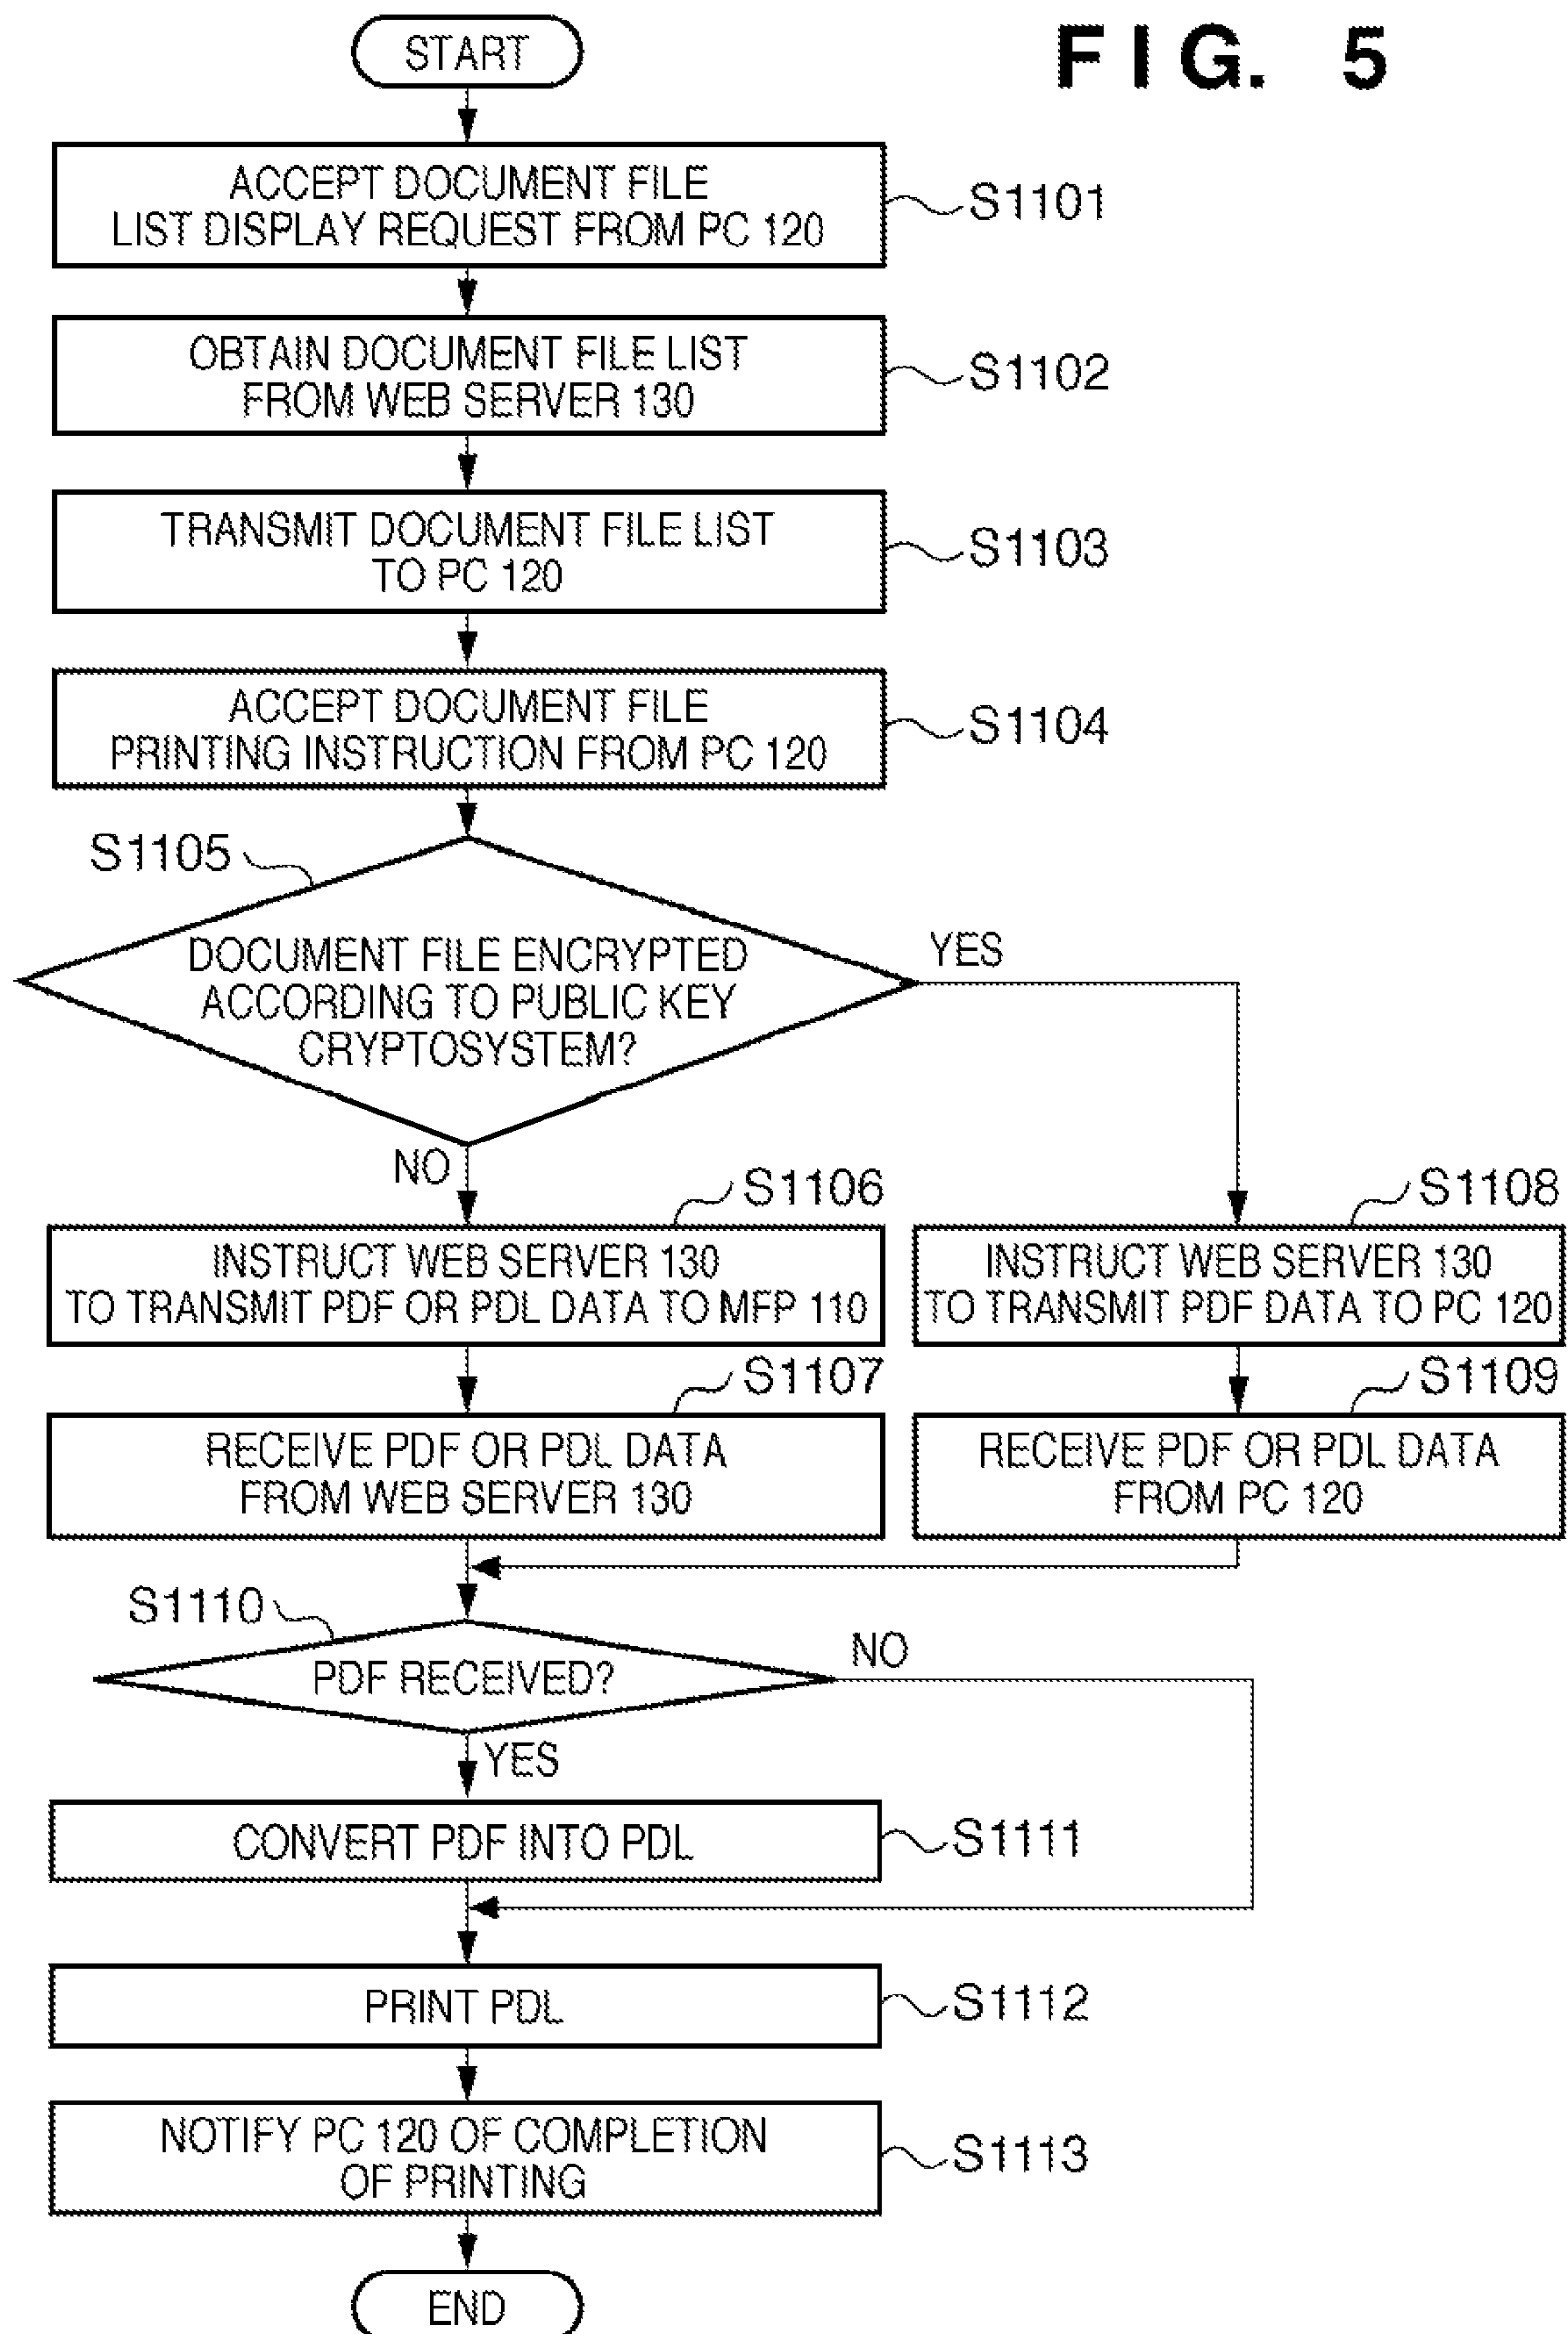 FIG. 5
START
ACCEPT DOCUMENT FILE
LIST DISPLAY REQUEST FROM PC 120
S1101
OBTAIN DOCUMENT FILE LIST
FROM WEB SERVER 130
S1102
TRANSMIT DOCUMENT FILE LIST
TO PC 120
S1103
ACCEPT DOCUMENT FILE
PRINTING INSTRUCTION FROM PC 120
S1104
S1105
DOCUMENT FILE ENCRYPTED
ACCORDING TO PUBLIC KEY
CRYPTOSYSTEM?
YES
NO
S1106
INSTRUCT WEB SERVER 130
TO TRANSMIT PDF OR PDL DATA TO MFP 110
S1108
INSTRUCT WEB SERVER 130
TO TRANSMIT PDF DATA TO PC 120
S1107
RECEIVE PDF OR PDL DATA
FROM WEB SERVER 130
S1109
RECEIVE PDF OR PDL DATA
FROM PC 120
S1110
PDF RECEIVED?
NO
YES
CONVERT PDF INTO PDL
S1111
PRINT PDL
S1112
NOTIFY PC 120 OF COMPLETION
OF PRINTING
S1113
END